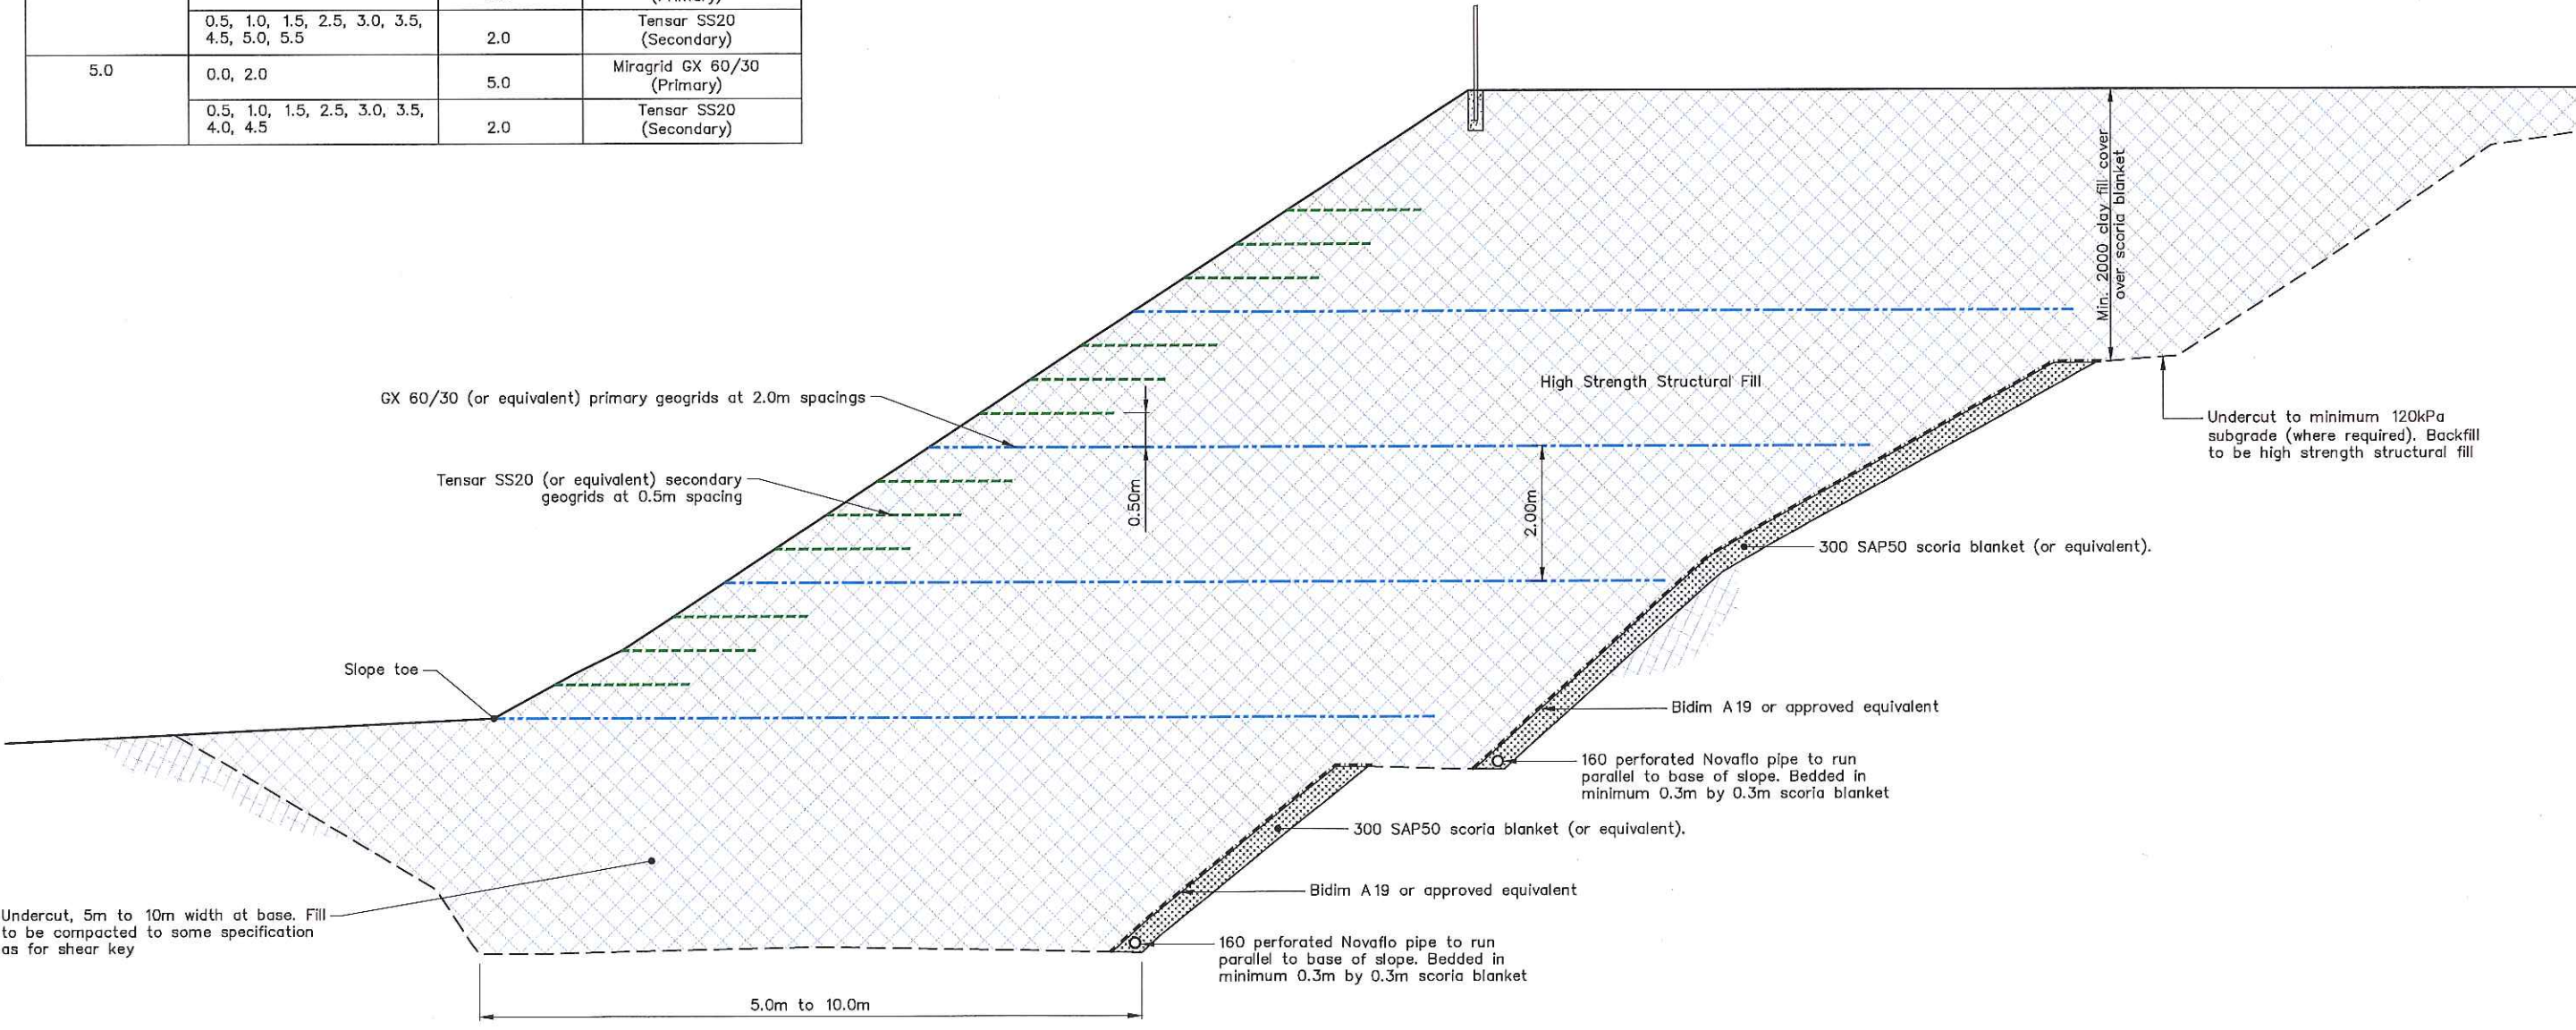 (Primary)
0.5, 1.0, 1.5, 2.5, 3.0, 3.5,
4.5, 5.0, 5.5
2.0
Tensar SS20
(Secondary)
5.0
0.0, 2.0
5.0
Miragrid GX 60/30
(Primary)
0.5, 1.0, 1.5, 2.5, 3.0, 3.5,
4.0, 4.5
2.0
Tensar SS20
(Secondary)
Min. 2000 clay fill cover
over scoria blanket
High Strength Structural Fill
GX 60/30 (or equivalent) primary geogrids at 2.0m spacings
Undercut to minimum 120kPa
subgrade (where required). Backfill
to be high strength structural fill
Tensar SS20 (or equivalent) secondary
geogrids at 0.5m spacing
0.50m
2.00m
300 SAP50 scoria blanket (or equivalent).
Slope toe
Bidim A19 or approved equivalent
160 perforated Novaflo pipe to run
parallel to base of slope. Bedded in
minimum 0.3m by 0.3m scoria blanket
300 SAP50 scoria blanket (or equivalent).
Bidim A19 or approved equivalent
Undercut, 5m to 10m width at base. Fill
to be compacted to some specification
as for shear key
160 perforated Novaflo pipe to run
parallel to base of slope. Bedded in
minimum 0.3m by 0.3m scoria blanket
5.0m to 10.0m